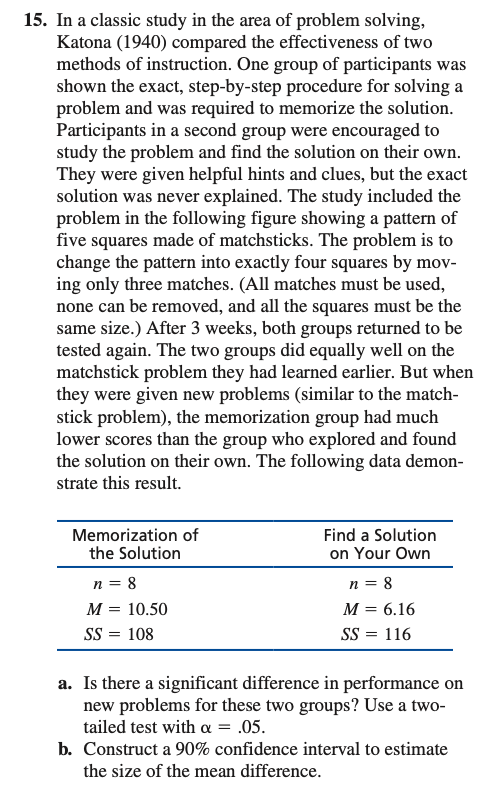 15. In a classic study in the area of problem solving,
Katona (1940) compared the effectiveness of two
methods of instruction. One group of participants was
shown the exact, step-by-step procedure for solving a
problem and was required to memorize the solution.
Participants in a second group were encouraged to
study the problem and find the solution on their own.
They were given helpful hints and clues, but the exact
solution was never explained. The study included the
problem in the following figure showing a pattern of
five squares made of matchsticks. The problem is to
change the pattern into exactly four squares by mov-
ing only three matches. (All matches must be used,
none can be removed, and all the squares must be the
same size.) After 3 weeks, both groups returned to be
tested again. The two groups did equally well on the
matchstick problem they had learned earlier. But when
they were given new problems (similar to the match-
stick problem), the memorization group had much
lower scores than the group who explored and found
the solution on their own. The following data demon-
strate this result.
Memorization of Find a Solution
the Solution on Your Own
n = 8 n = 8
M = 10.50 M = 6.16
SS = 108 SS = 116
a. Is there a significant difference in performance on
new problems for these two groups? Use a two-
tailed test with α = .05.
b. Construct a 90% confidence interval to estimate
the size of the mean difference.